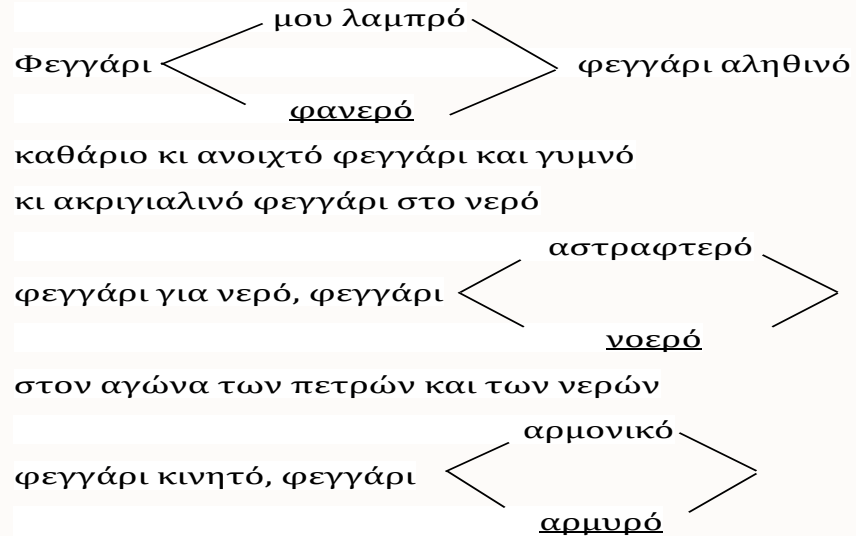 μου λαμπρό
Φεγγάρι φεγγάρι αληθινό
φανερό
καθάριο κι ανοιχτό φεγγάρι και γυμνό
κι ακριγιαλινό φεγγάρι στο νερό
αστραφτερό
φεγγάρι για νερό, φεγγάρι
νοερό
στον αγώνα των πετρών και των νερών
αρμονικό
φεγγάρι κινητό, φεγγάρι
αρμυρό